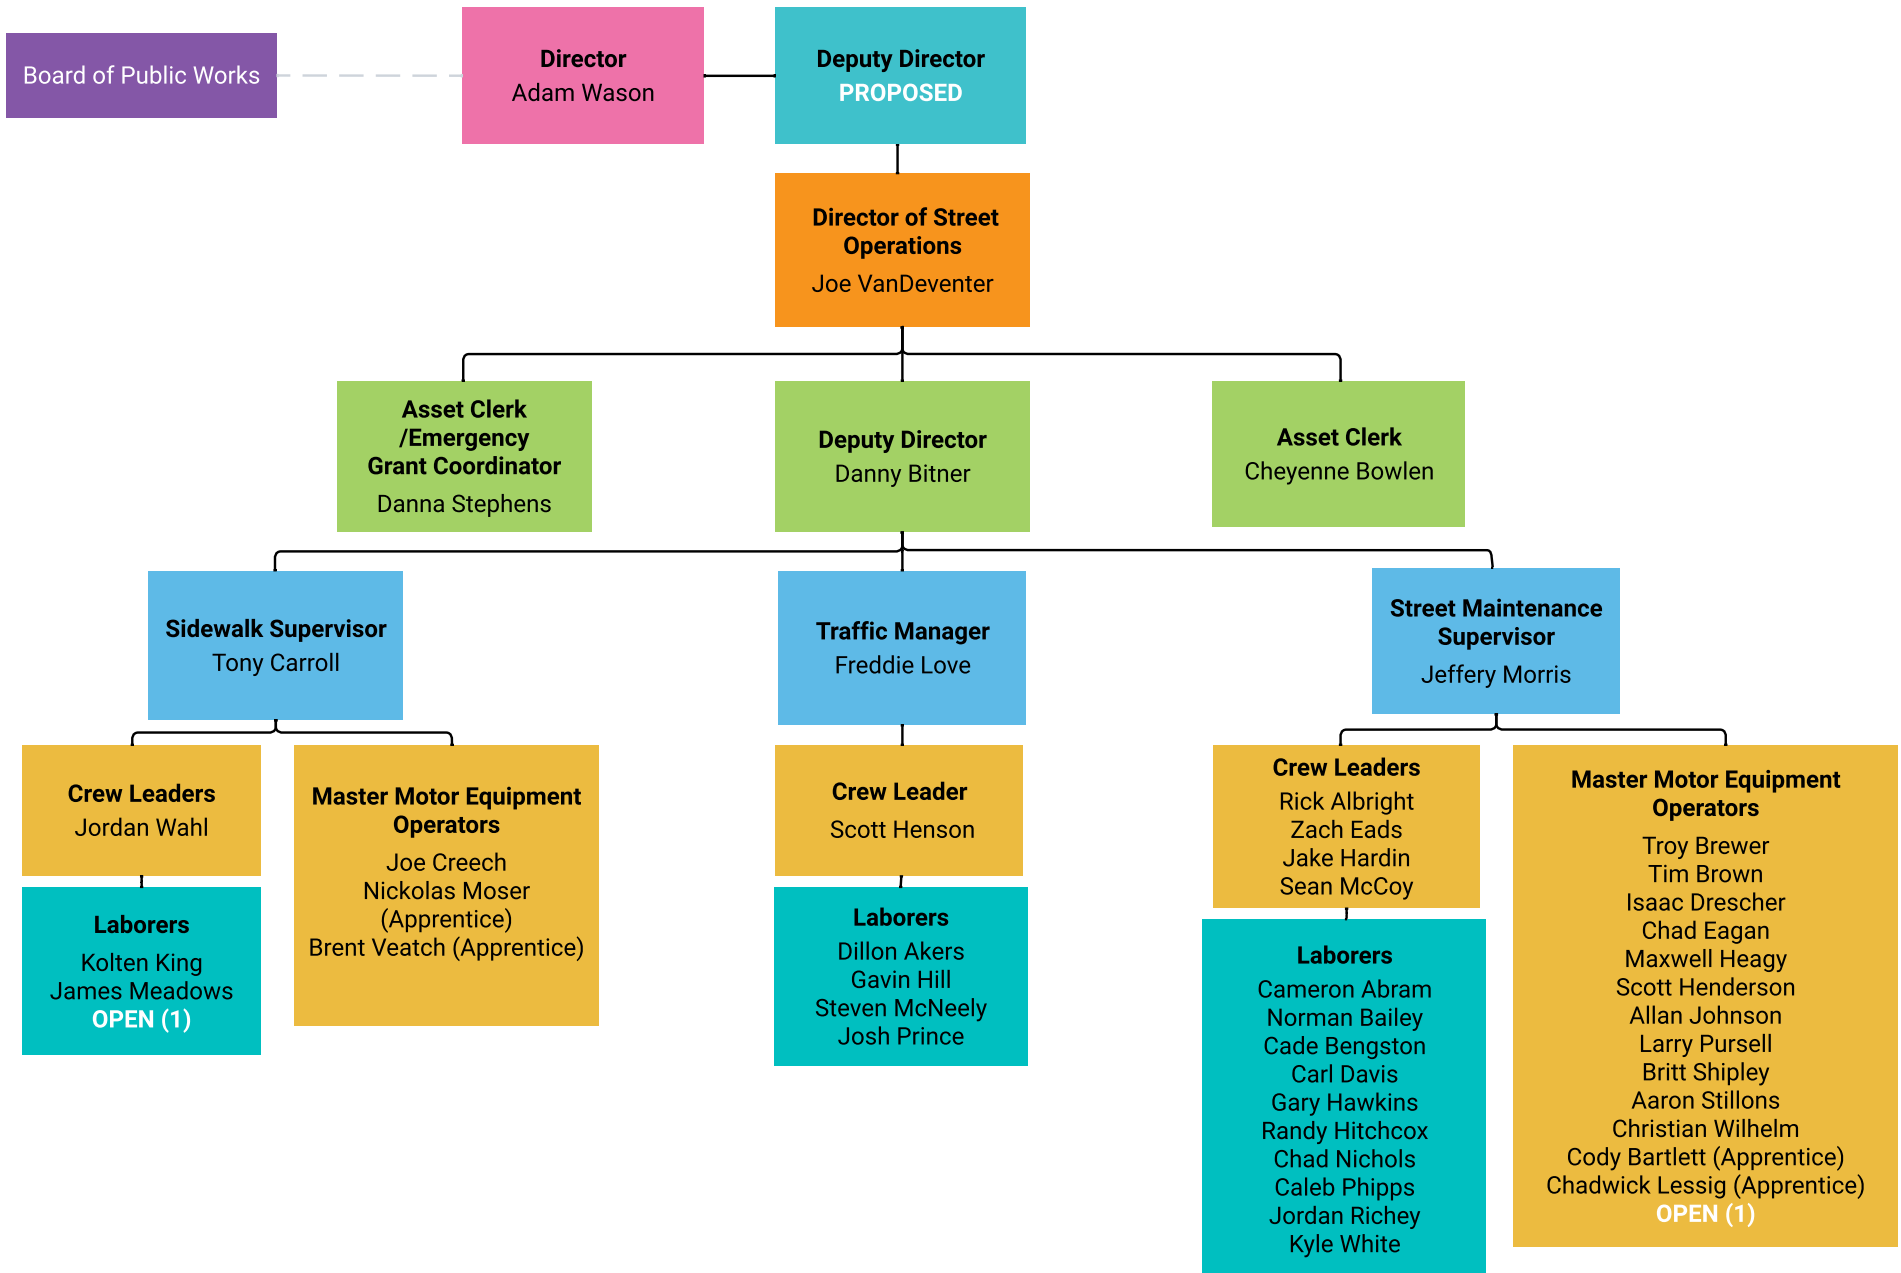 Board of Public Works
Director
Adam Wason
Deputy Director
PROPOSED
Director of Street
Operations
Joe VanDeventer
Asset Clerk
/Emergency
Grant Coordinator
Danna Stephens
Deputy Director
Danny Bitner
Asset Clerk
Cheyenne Bowlen
Sidewalk Supervisor
Tony Carroll
Traffic Manager
Freddie Love
Street Maintenance
Supervisor
Jeffery Morris
Crew Leaders
Jordan Wahl
Master Motor Equipment
Operators
Joe Creech
Nickolas Moser
(Apprentice)
Brent Veatch (Apprentice)
Crew Leader
Scott Henson
Crew Leaders
Rick Albright
Zach Eads
Jake Hardin
Sean McCoy
Master Motor Equipment
Operators
Troy Brewer
Tim Brown
Isaac Drescher
Chad Eagan
Maxwell Heagy
Scott Henderson
Allan Johnson
Larry Pursell
Britt Shipley
Aaron Stillons
Christian Wilhelm
Cody Bartlett (Apprentice)
Chadwick Lessig (Apprentice)
OPEN (1)
Laborers
Kolten King
James Meadows
OPEN (1)
Laborers
Dillon Akers
Gavin Hill
Steven McNeely
Josh Prince
Laborers
Cameron Abram
Norman Bailey
Cade Bengston
Carl Davis
Gary Hawkins
Randy Hitchcox
Chad Nichols
Caleb Phipps
Jordan Richey
Kyle White